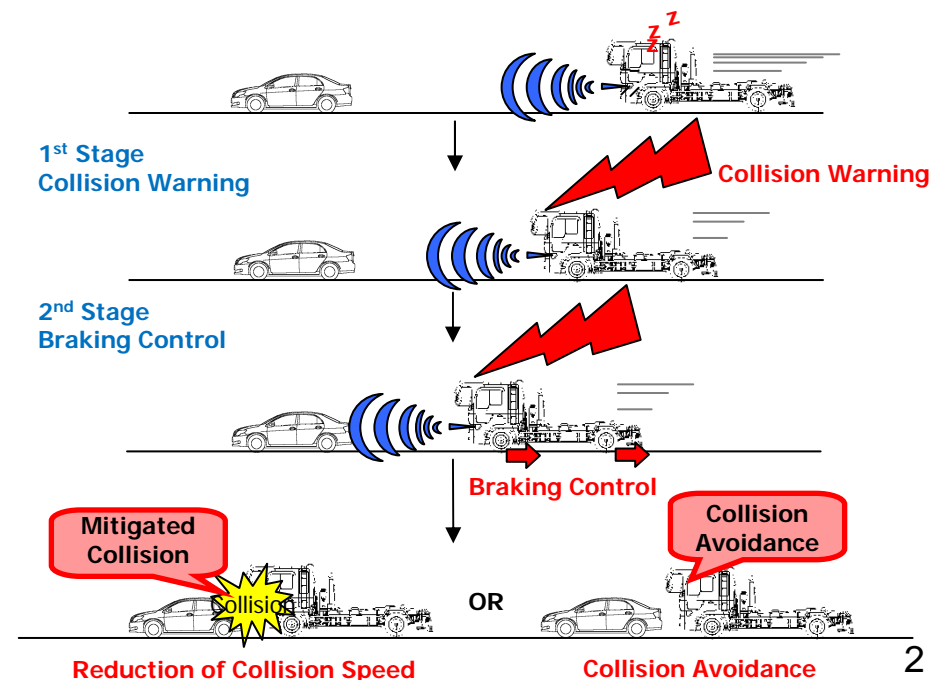 z
z
z
1st Stage
Collision Warning
Collision Warning
2nd Stage
Braking Control
Braking Control
Mitigated
Collision
Collision
Avoidance
Collision
OR
Reduction of Collision Speed
Collision Avoidance
2